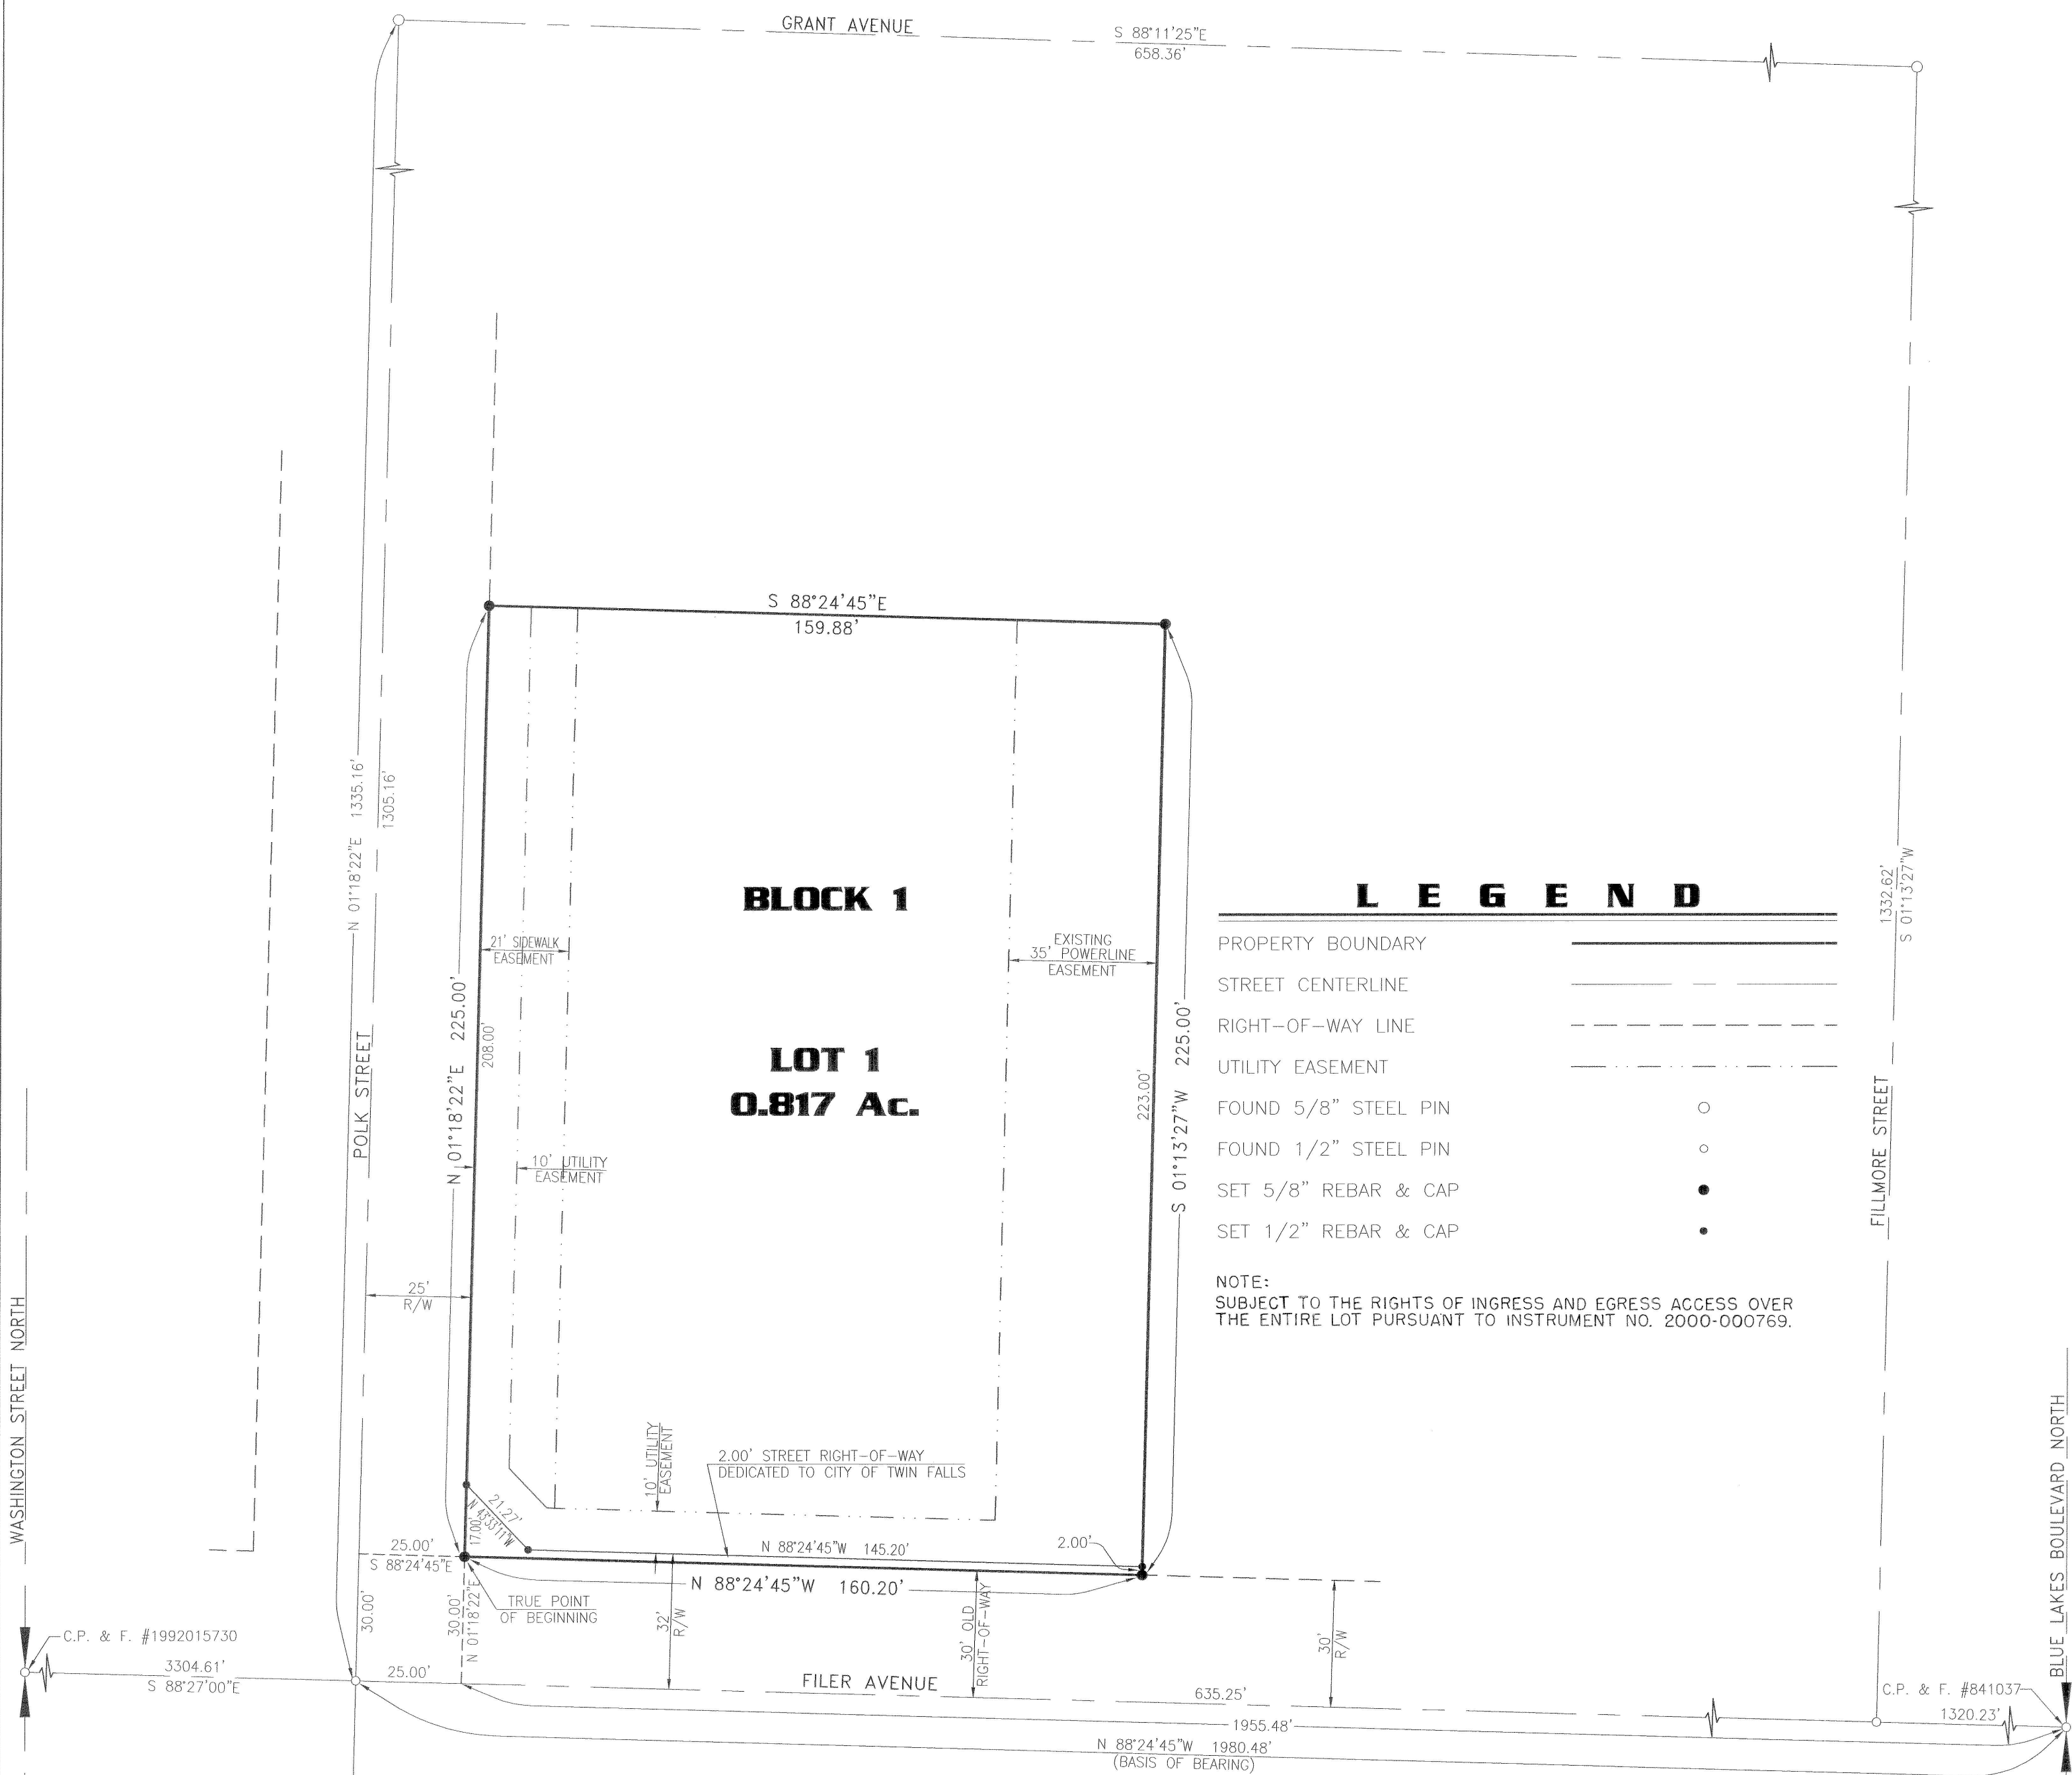 GRANT AVENUE
S 88°11'25"E
658.36'
S 88°24'45"E
159.88'
N 01°18'22"E 1335.16'
1305.16'
POLK STREET
N 01°18'22"E 225.00'
208.00'
BLOCK 1
21' SIDEWALK
EASEMENT
EXISTING
35' POWERLINE
EASEMENT
LOT 1
0.817 Ac.
10' UTILITY
EASEMENT
S 01°13'27"W 225.00'
223.00'
LEGEND
PROPERTY BOUNDARY
STREET CENTERLINE
RIGHT-OF-WAY LINE
UTILITY EASEMENT
FOUND 5/8" STEEL PIN
FOUND 1/2" STEEL PIN
SET 5/8" REBAR & CAP
SET 1/2" REBAR & CAP
NOTE:
SUBJECT TO THE RIGHTS OF INGRESS AND EGRESS ACCESS OVER
THE ENTIRE LOT PURSUANT TO INSTRUMENT NO. 2000-000769.
1332.62'
S 01°13'27"W
FILLMORE STREET
25'
R/W
WASHINGTON STREET NORTH
BLUE LAKES BOULEVARD NORTH
10' UTILITY
EASEMENT
2.00' STREET RIGHT-OF-WAY
DEDICATED TO CITY OF TWIN FALLS
21.27'
N 43°33'11"W
17.00'
25.00'
S 88°24'45"E
N 88°24'45"W 145.20'
2.00'
N 88°24'45"W 160.20'
TRUE POINT
OF BEGINNING
30.00'
30.00'
N 01°18'22"E
32'
R/W
30' OLD
RIGHT-OF-WAY
30'
R/W
C.P. & F. #1992015730
3304.61'
S 88°27'00"E
25.00'
FILER AVENUE
635.25'
C.P. & F. #841037
1320.23'
1955.48'
N 88°24'45"W 1980.48'
(BASIS OF BEARING)